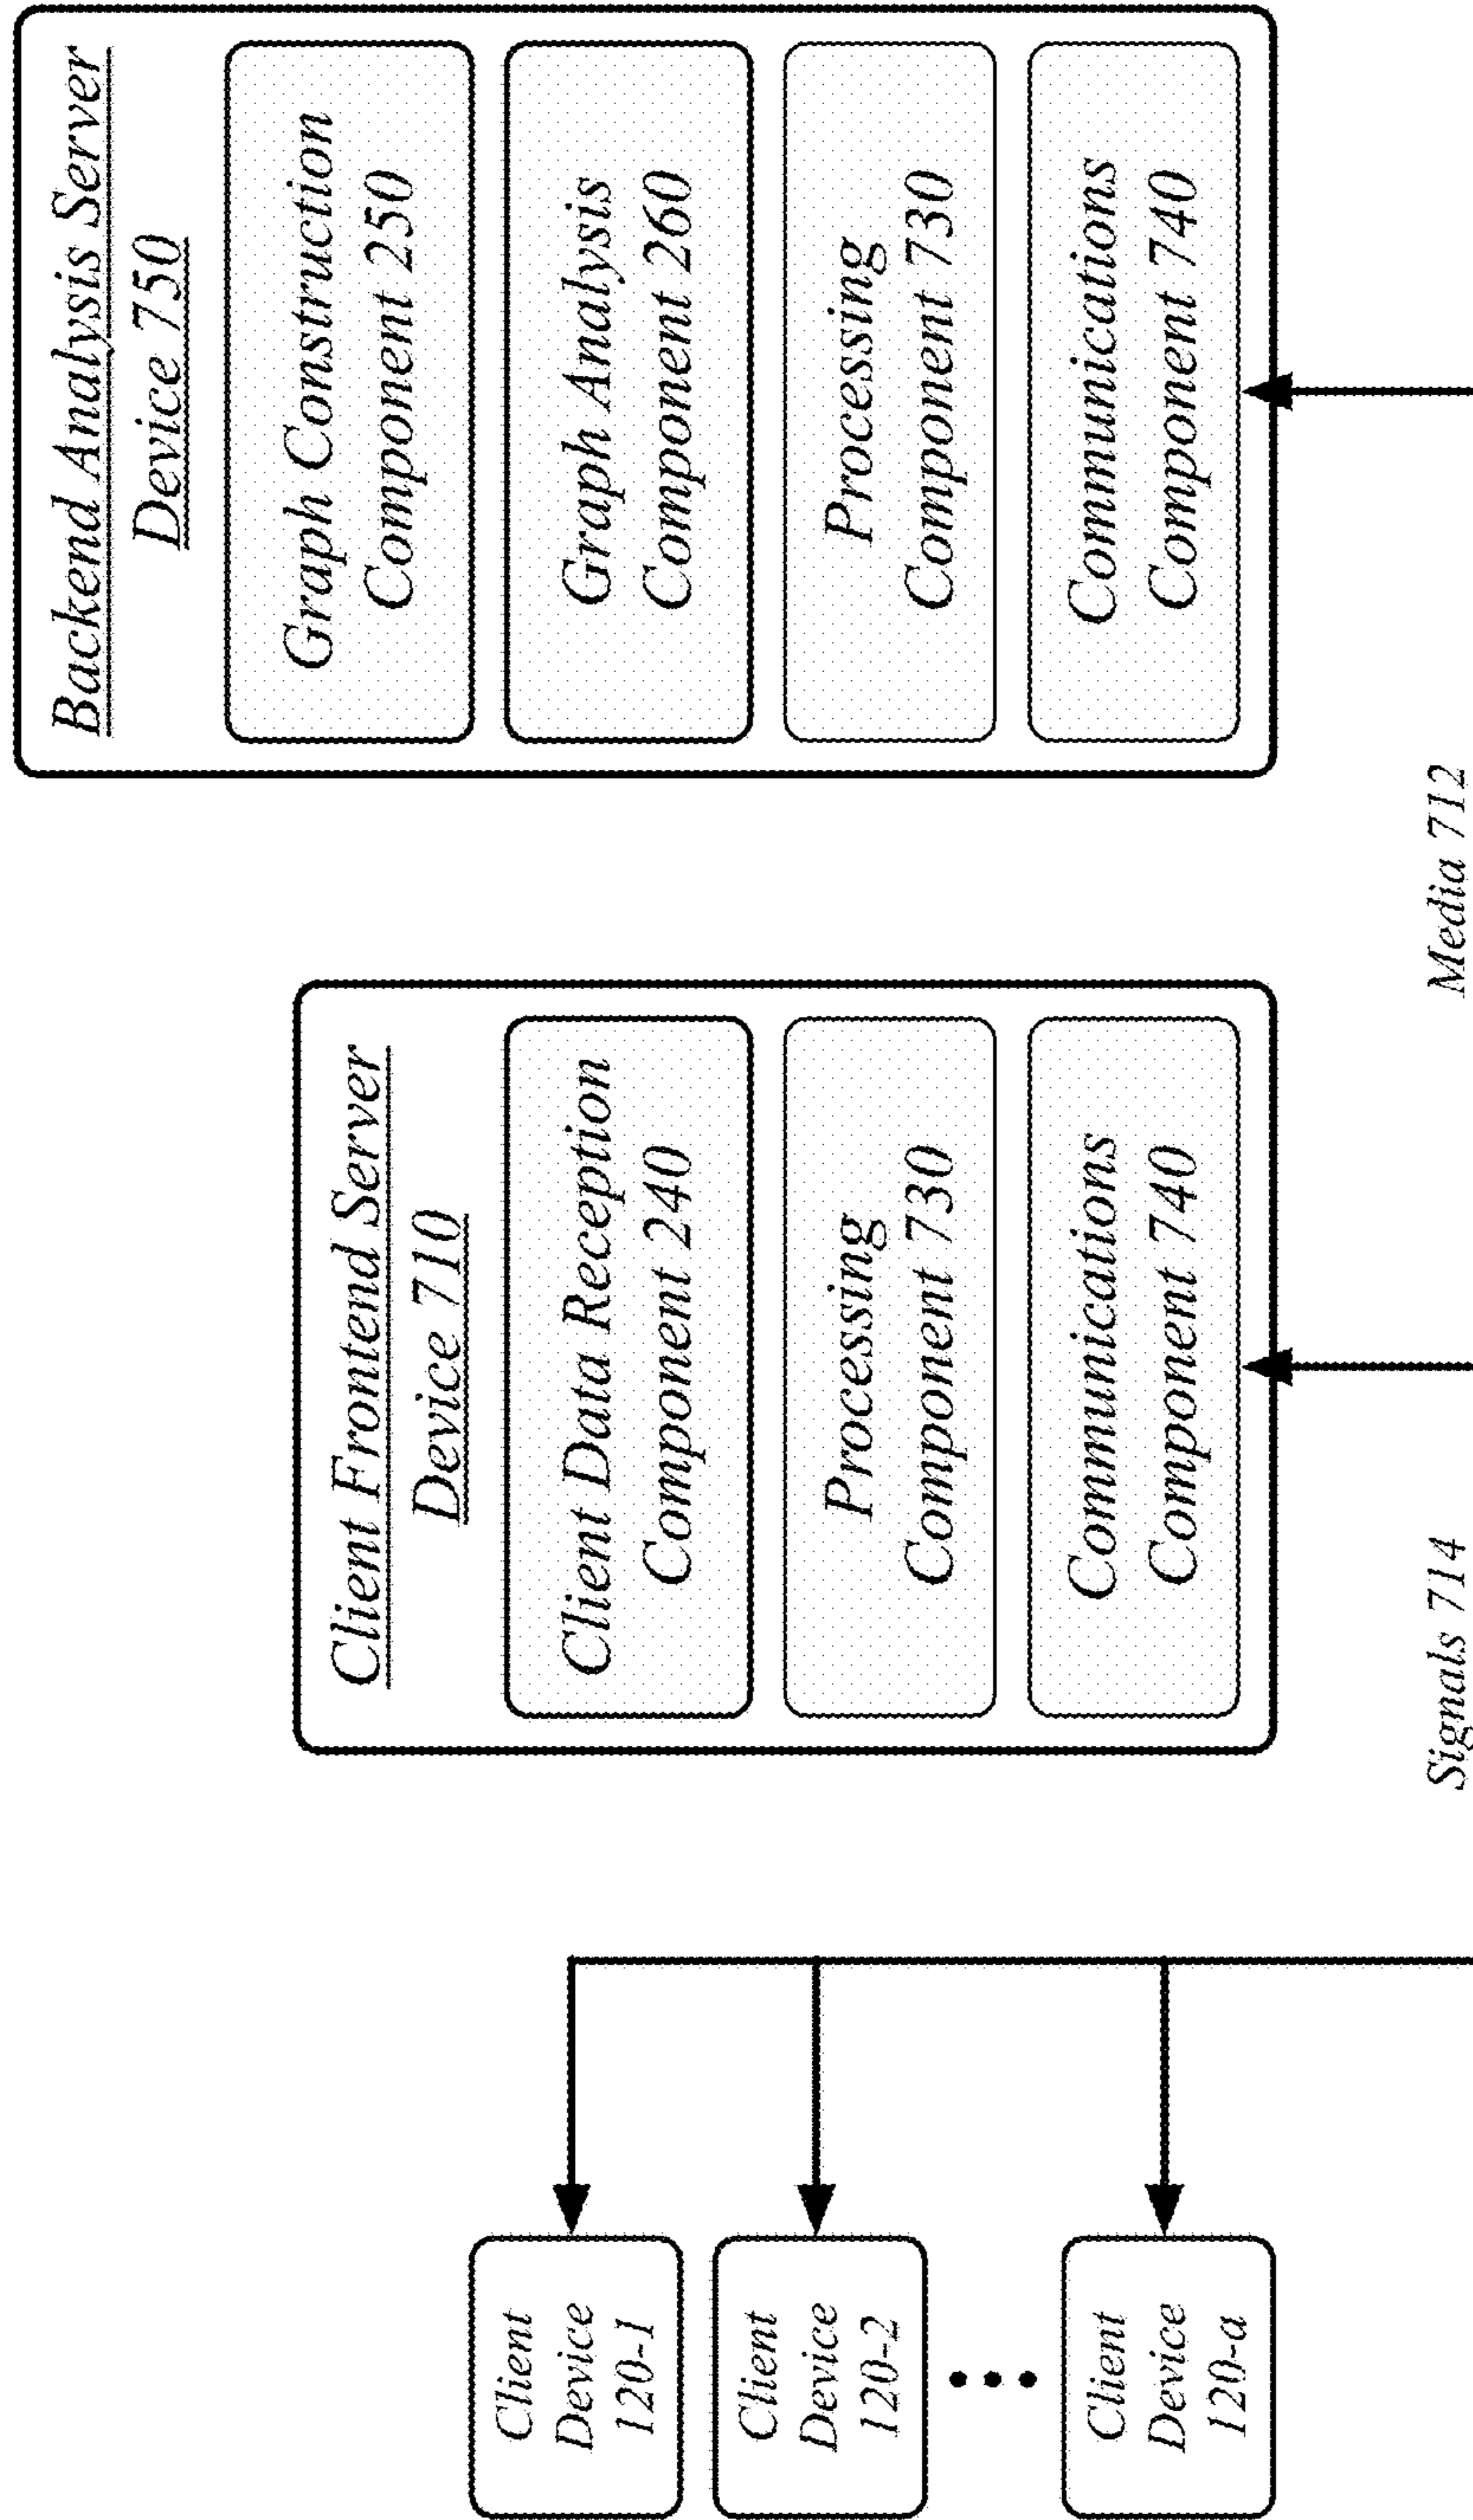 Client
Device
120-1
Client
Device
120-2
Client
Device
120-a
Client Frontend Server
Device 710
Client Data Reception
Component 240
Processing
Component 730
Communications
Component 740
Backend Analysis Server
Device 750
Graph Construction
Component 250
Graph Analysis
Component 260
Processing
Component 730
Communications
Component 740
Signals 714
Media 712